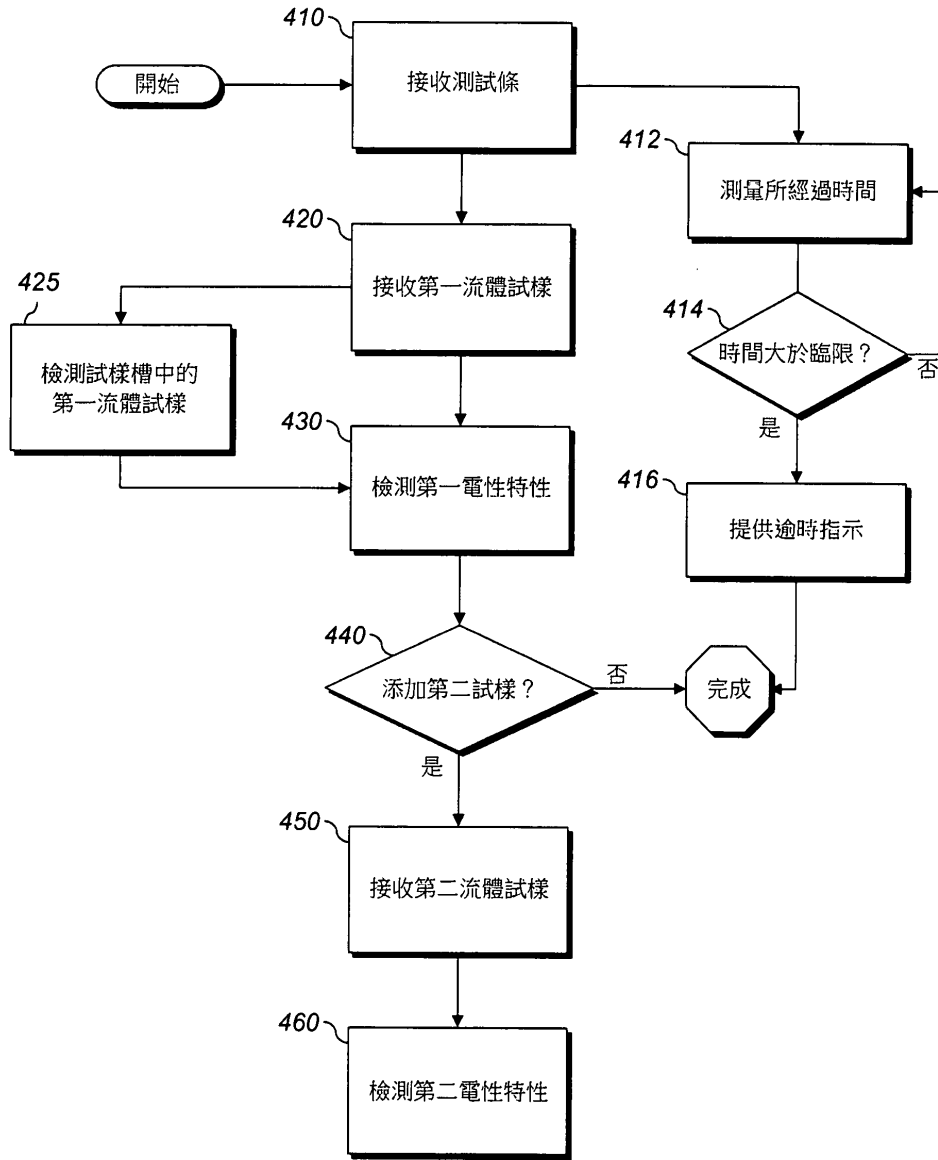 410
開始
接收測試條
412
測量所經過時間
420
接收第一流體試樣
425
檢測試樣槽中的
第一流體試樣
414
時間大於臨限？
否
是
430
檢測第一電性特性
416
提供逾時指示
440
添加第二試樣？
否
完成
是
450
接收第二流體試樣
460
檢測第二電性特性